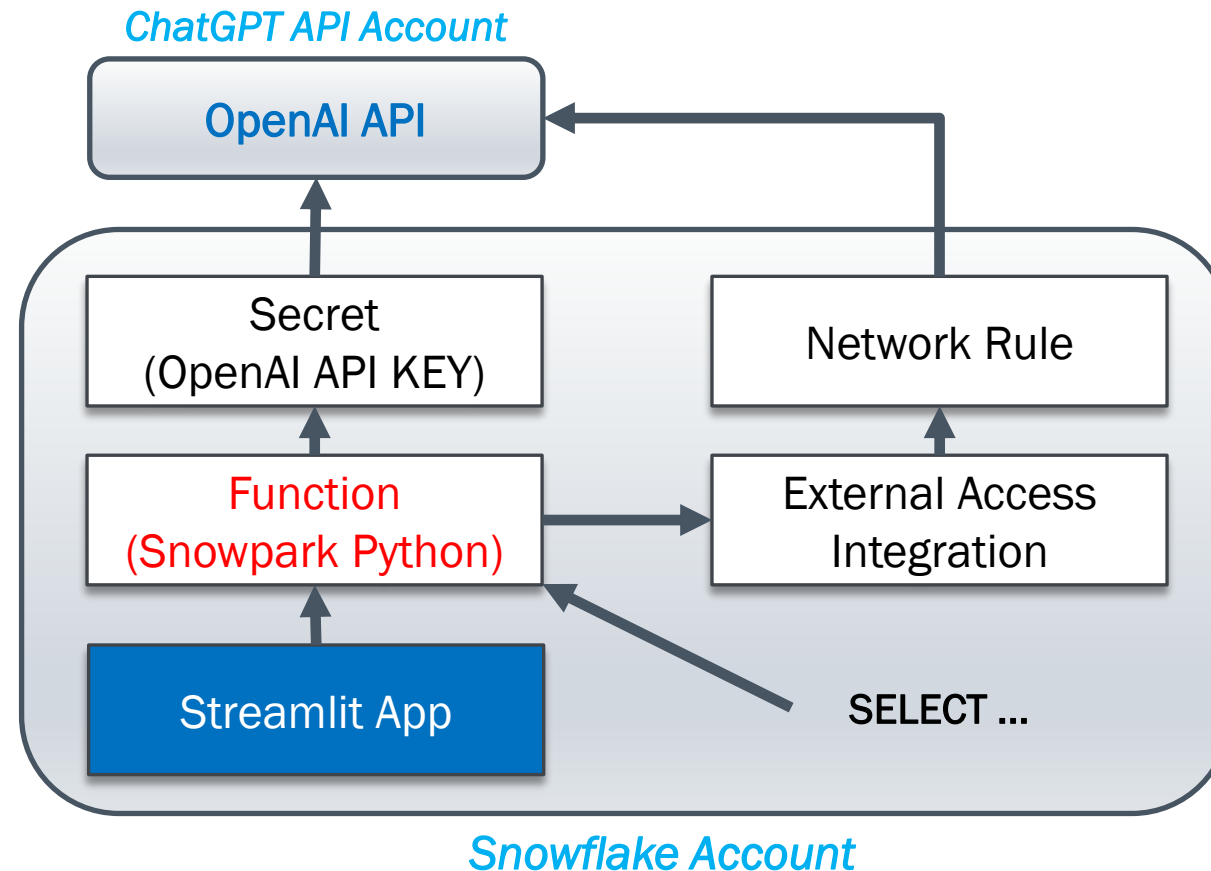 ChatGPT API Account
OpenAI API
Secret
(OpenAI API KEY)
Network Rule
Function
(Snowpark Python)
External Access
Integration
Streamlit App
SELECT ...
Snowflake Account